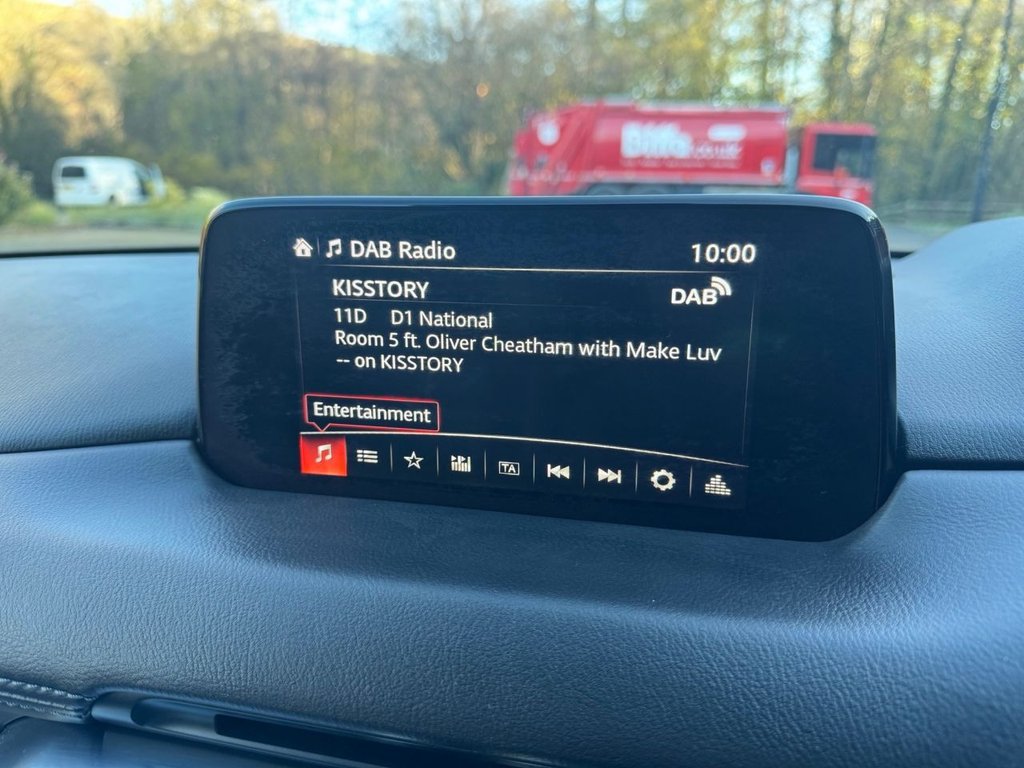 DAB Radio 10:00
KISSTORY DAB
11D D1 National
Room 5 ft. Oliver Cheatham with Make Luv
-- on KISSTORY
Entertainment
TA